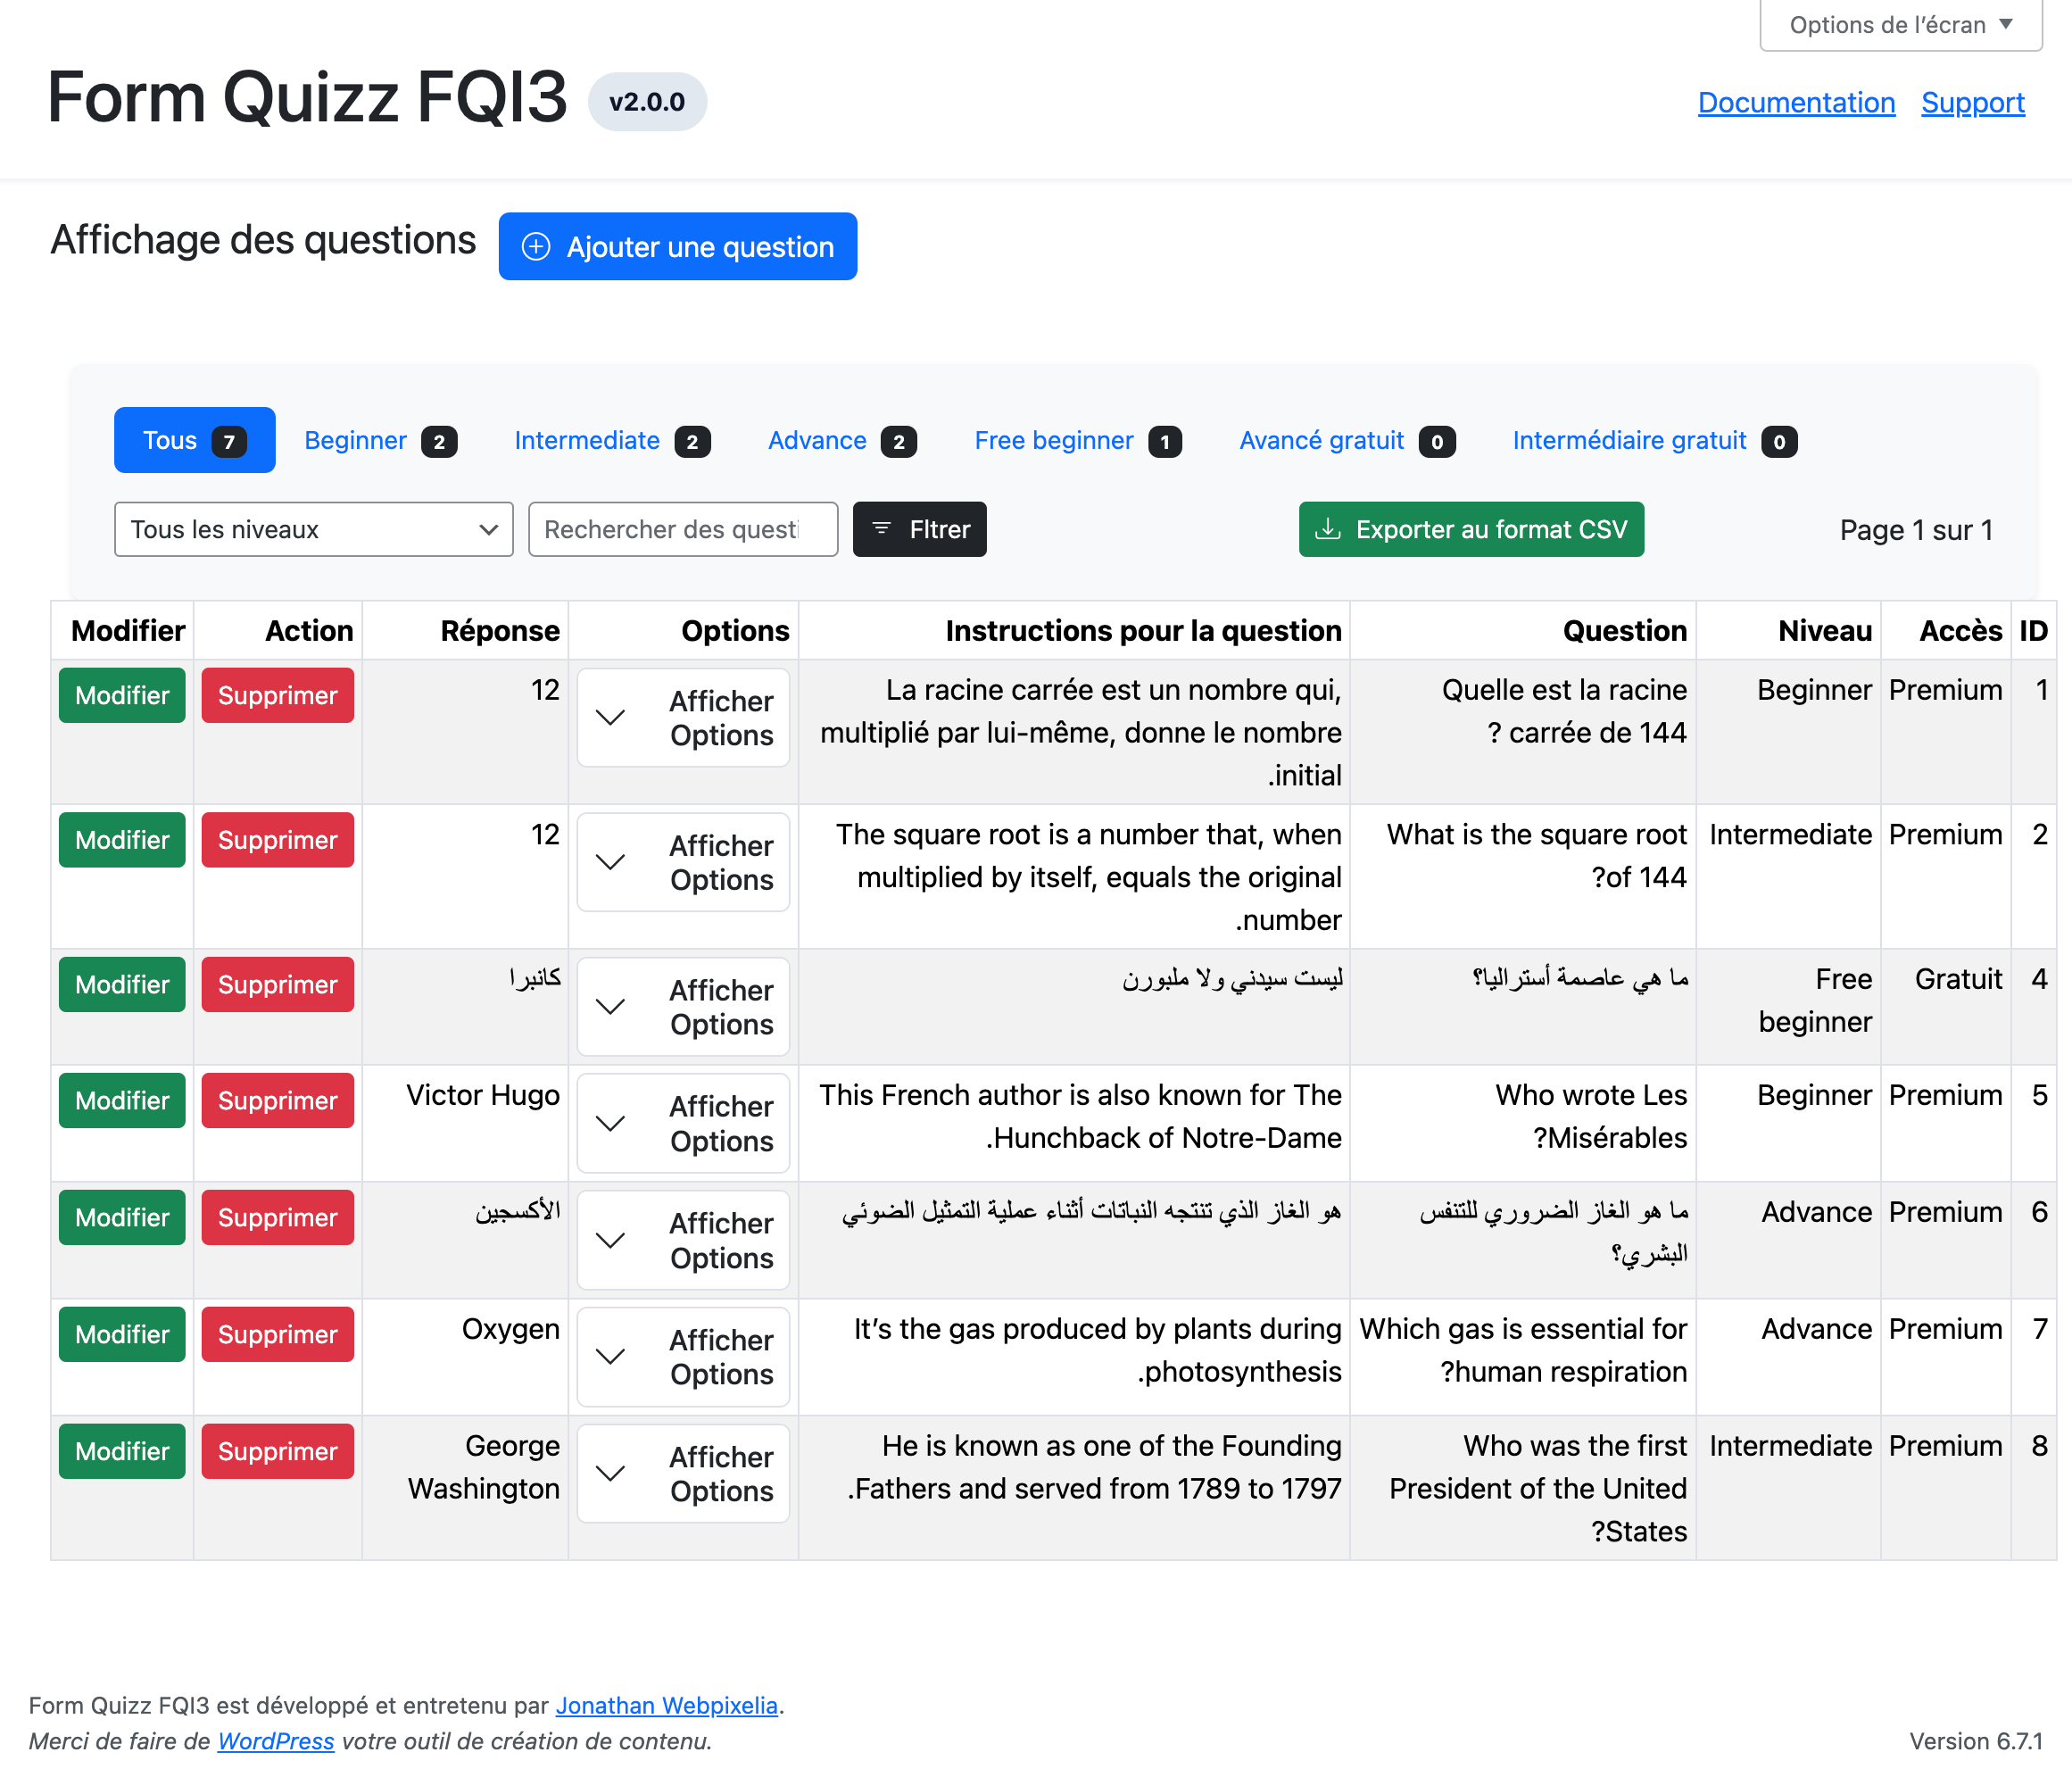 Options de l’écran
Form Quizz FQI3 v2.0.0
Documentation Support
Affichage des questions
Ajouter une question
Tous 7 Beginner 2 Intermediate 2 Advance 2 Free beginner 1 Avancé gratuit 0 Intermédiaire gratuit 0
Tous les niveaux
Rechercher des questi
Fltrer
Exporter au format CSV
Page 1 sur 1
Modifier Action Réponse Options Instructions pour la question Question Niveau Accès ID
Modifier
Supprimer
12
Afficher
Options
La racine carrée est un nombre qui,
multiplié par lui-même, donne le nombre
.initial
Quelle est la racine
? carrée de 144
Beginner
Premium
1
Modifier
Supprimer
12
Afficher
Options
The square root is a number that, when
multiplied by itself, equals the original
.number
What is the square root
?of 144
Intermediate
Premium
2
Modifier
Supprimer
كانبرا
Afficher
Options
ليست سيدني ولا ملبورن
ما هي عاصمة أستراليا؟
Free
beginner
Gratuit
4
Modifier
Supprimer
Victor Hugo
Afficher
Options
This French author is also known for The
.Hunchback of Notre-Dame
Who wrote Les
?Misérables
Beginner
Premium
5
Modifier
Supprimer
الأكسجين
Afficher
Options
هو الغاز الذي تنتجه النباتات أثناء عملية التمثيل الضوئي
ما هو الغاز الضروري للتنفس
البشري؟
Advance
Premium
6
Modifier
Supprimer
Oxygen
Afficher
Options
It’s the gas produced by plants during
.photosynthesis
Which gas is essential for
?human respiration
Advance
Premium
7
Modifier
Supprimer
George
Washington
Afficher
Options
He is known as one of the Founding
.Fathers and served from 1789 to 1797
Who was the first
President of the United
?States
Intermediate
Premium
8
Form Quizz FQI3 est développé et entretenu par Jonathan Webpixelia.
Merci de faire de WordPress votre outil de création de contenu.
Version 6.7.1